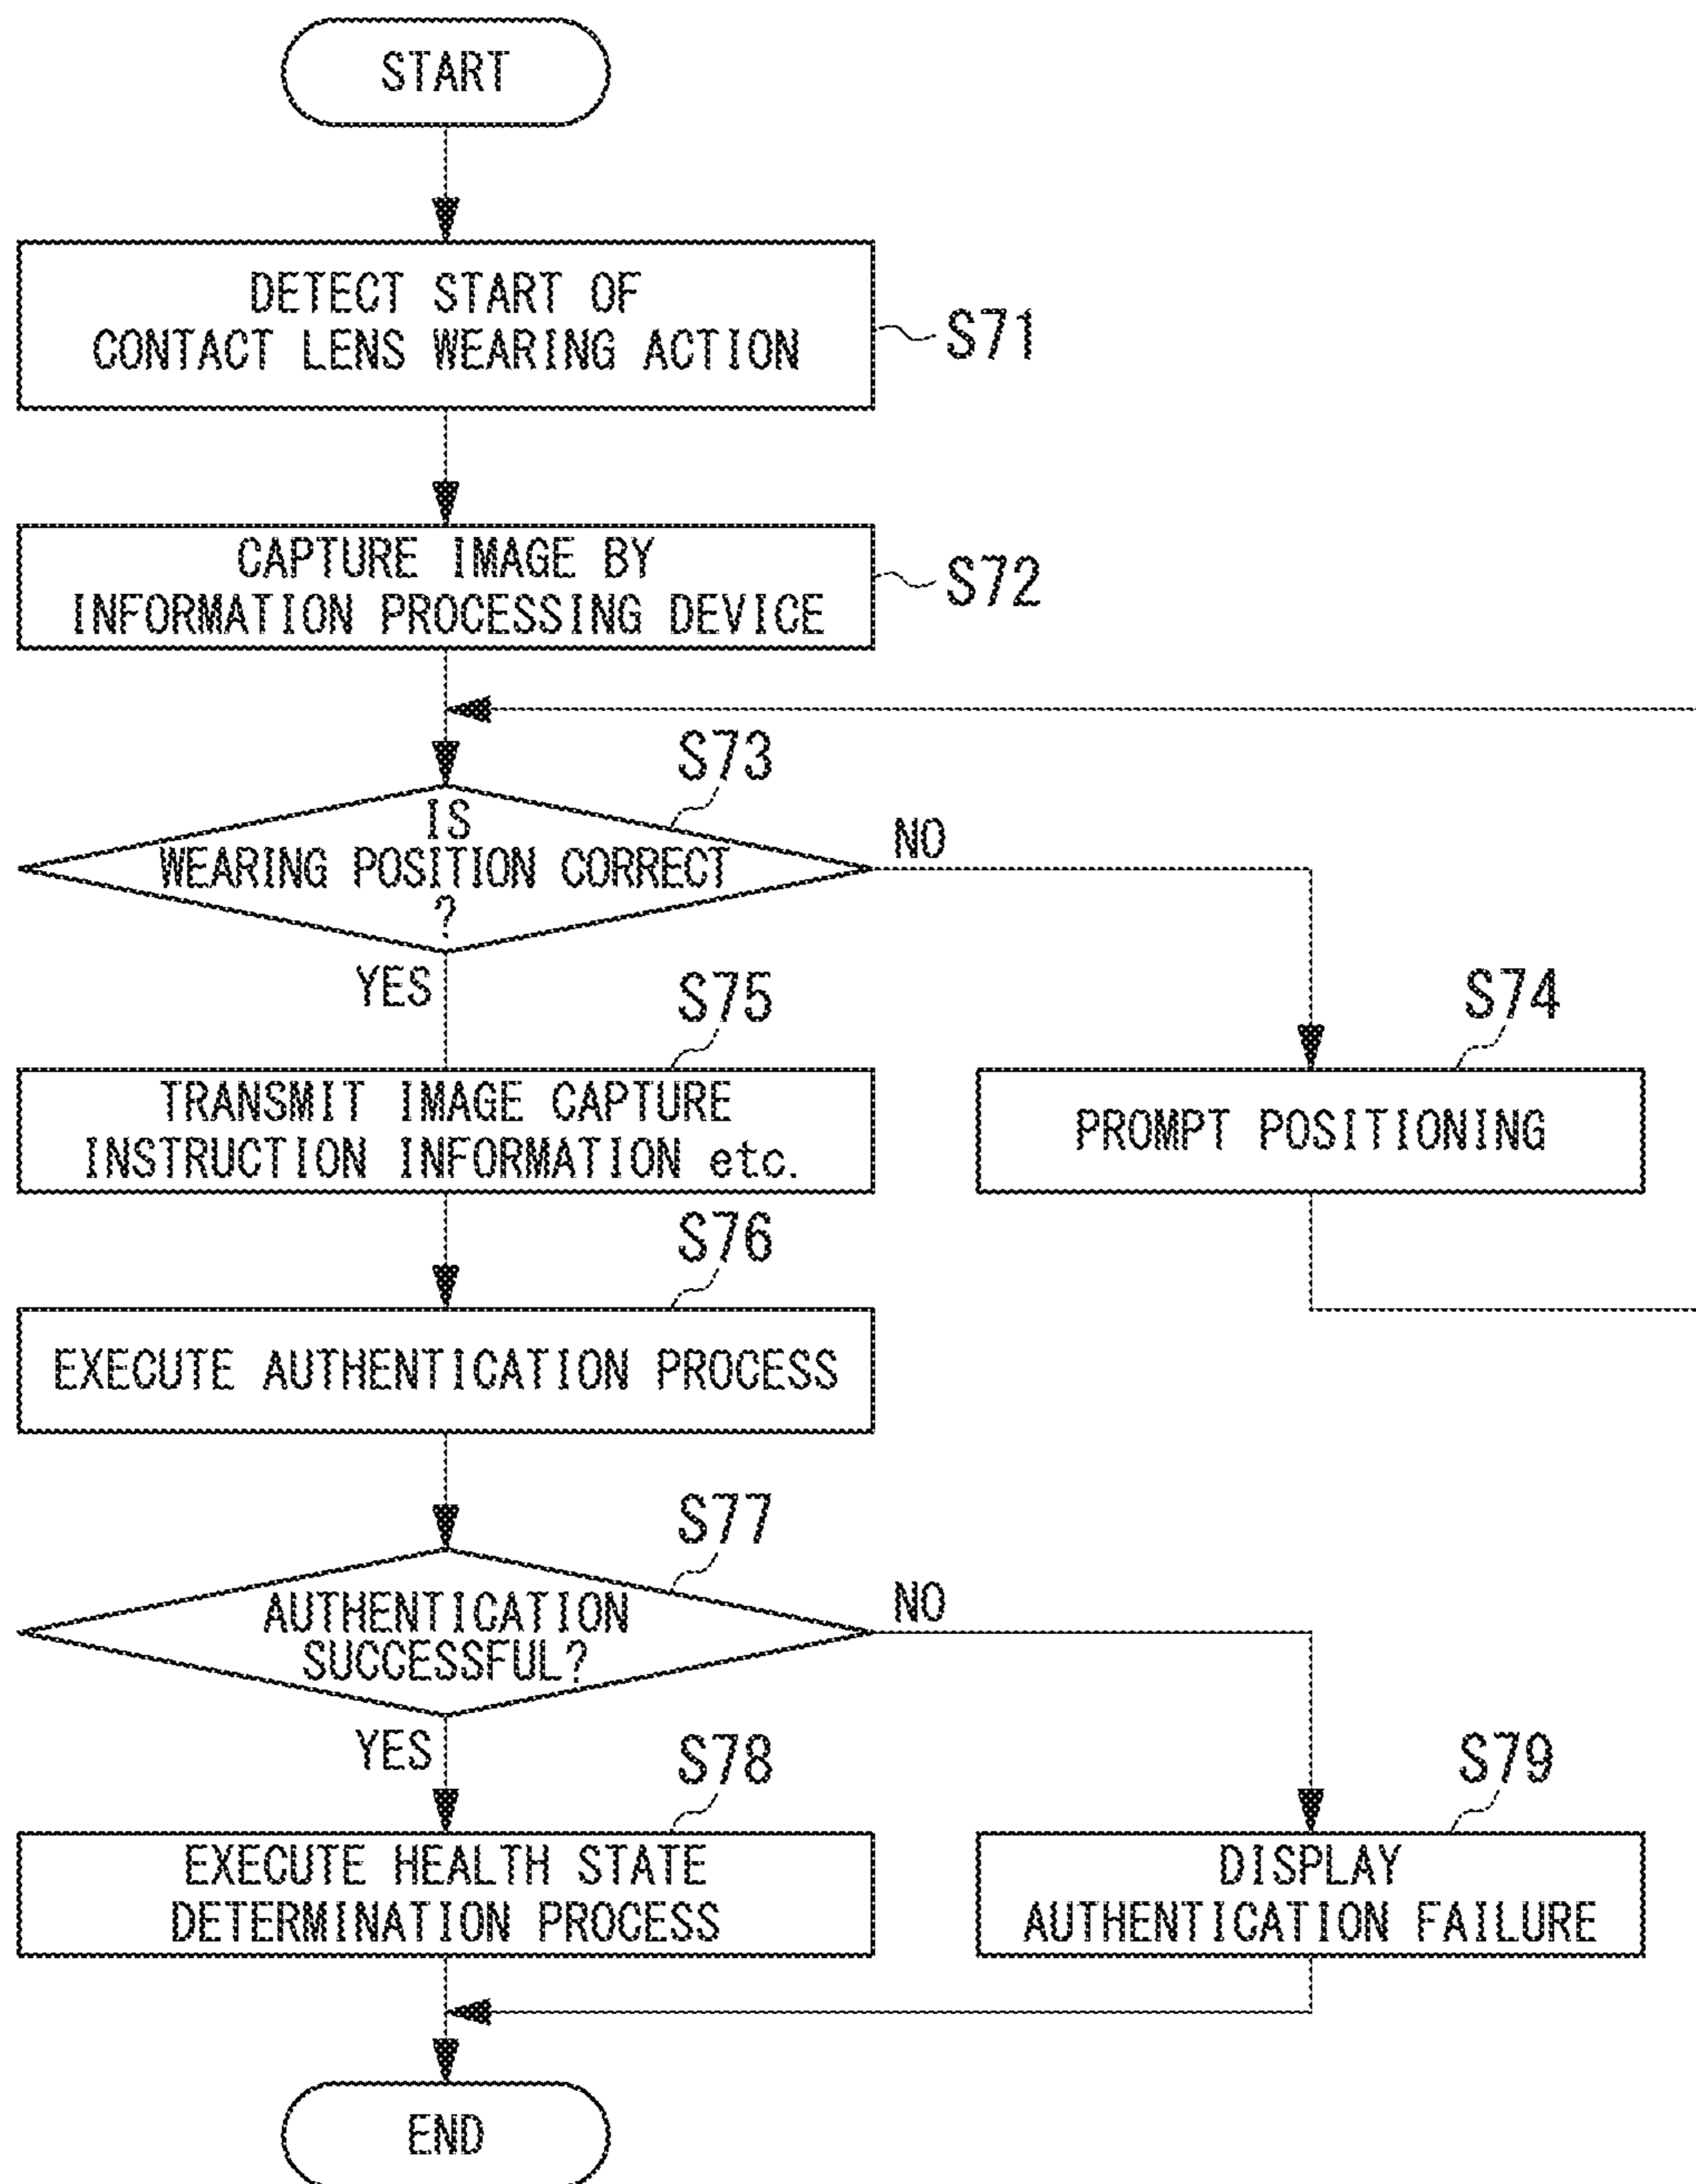 START
DETECT START OF
CONTACT LENS WEARING ACTION
S71
CAPTURE IMAGE BY
INFORMATION PROCESSING DEVICE
S72
S73
IS
WEARING POSITION CORRECT
?
NO
YES
S75
TRANSMIT IMAGE CAPTURE
INSTRUCTION INFORMATION etc.
S74
PROMPT POSITIONING
S76
EXECUTE AUTHENTICATION PROCESS
S77
AUTHENTICATION
SUCCESSFUL?
NO
YES
S78
EXECUTE HEALTH STATE
DETERMINATION PROCESS
S79
DISPLAY
AUTHENTICATION FAILURE
END